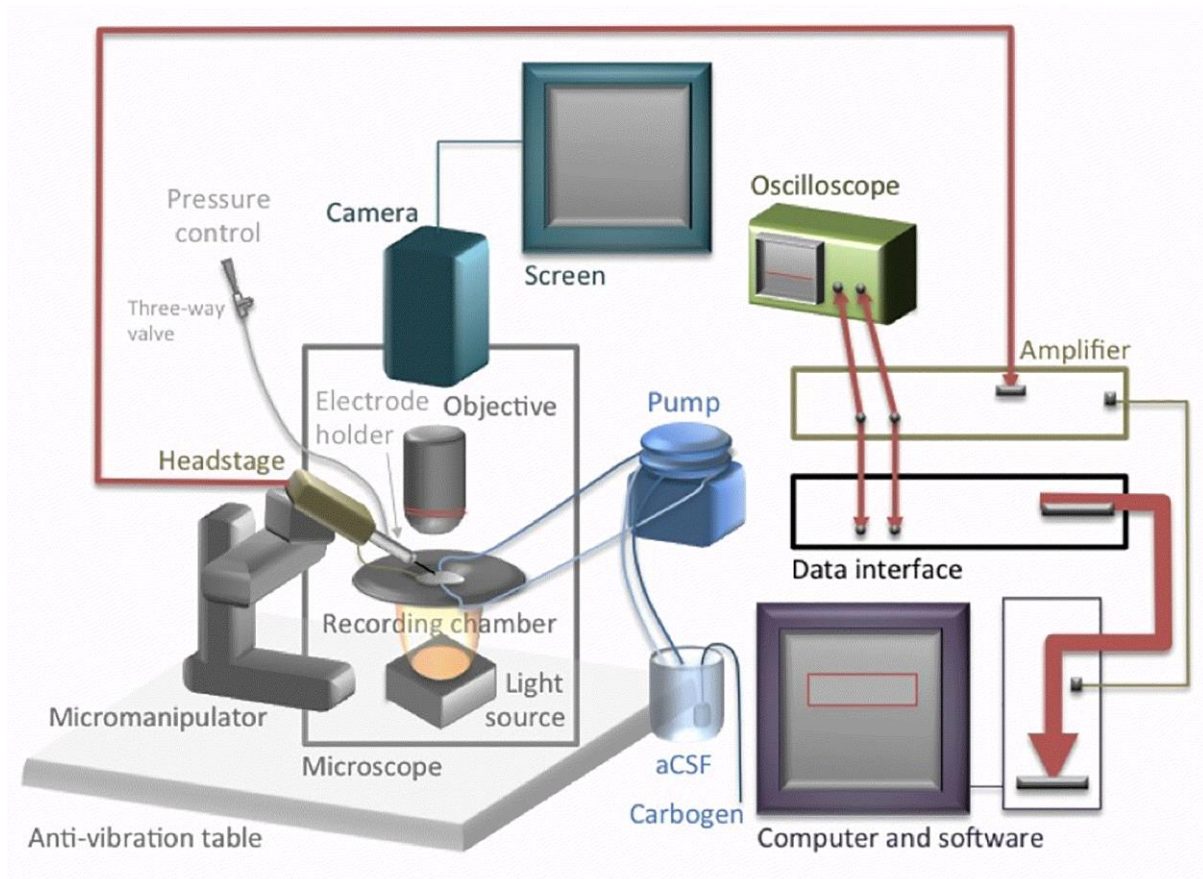 Pressure
control
Camera
Screen
Oscilloscope
Three-way
valve
Amplifier
Electrode
holder
Objective
Pump
Headstage
Data interface
Recording chamber
Light
source
Micromanipulator
Microscope
aCSF
Carbogen
Anti-vibration table
Computer and software